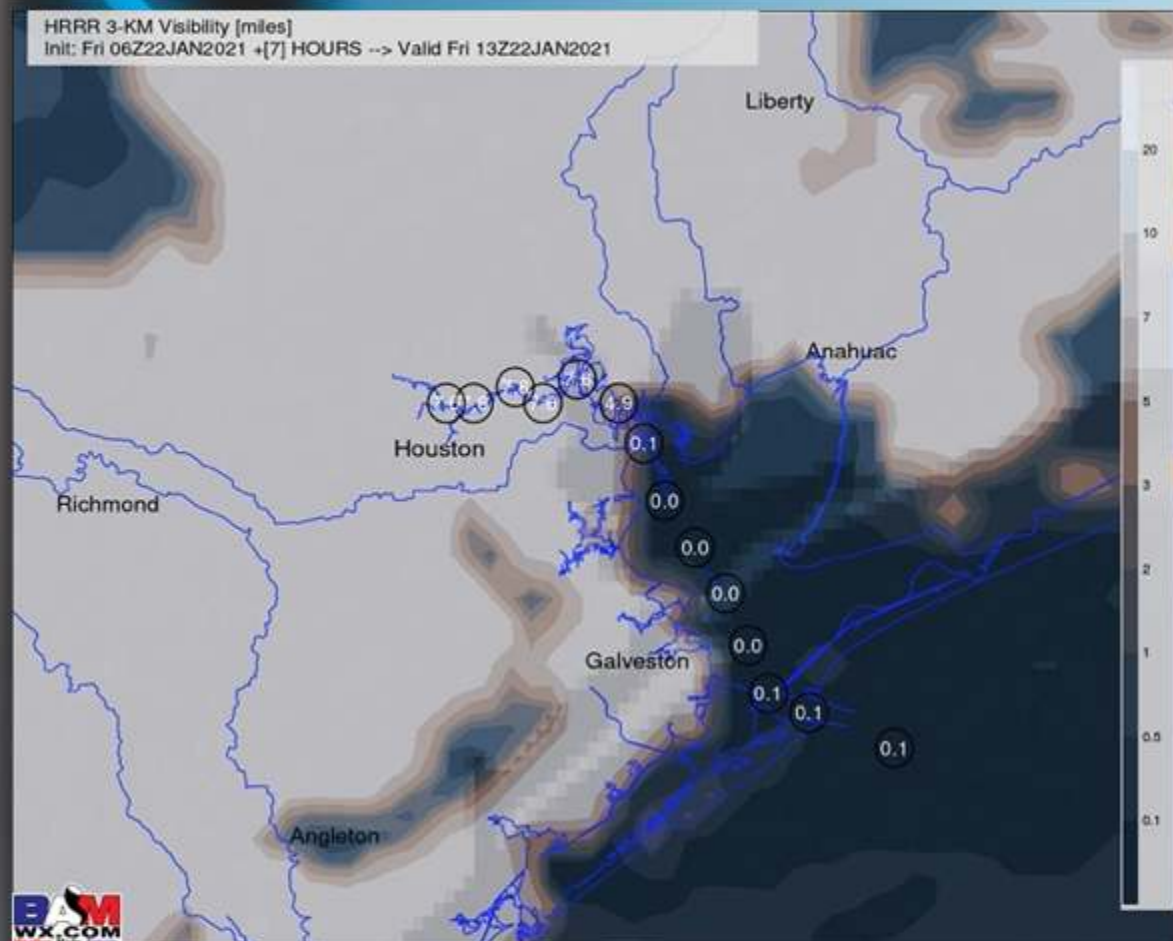 HRRR 3-KM Visibility [miles]
Init: Fri 06Z22JAN2021 +[7] HOURS --> Valid Fri 13Z22JAN2021
Liberty
20
10
7
Anahuac
4.9
5
0.1
Houston
0.0
3
Richmond
0.0
2
0.0
0.0
1
Galveston
0.1
0.1
0.5
0.1
0.1
Angleton
BAM
WX.COM